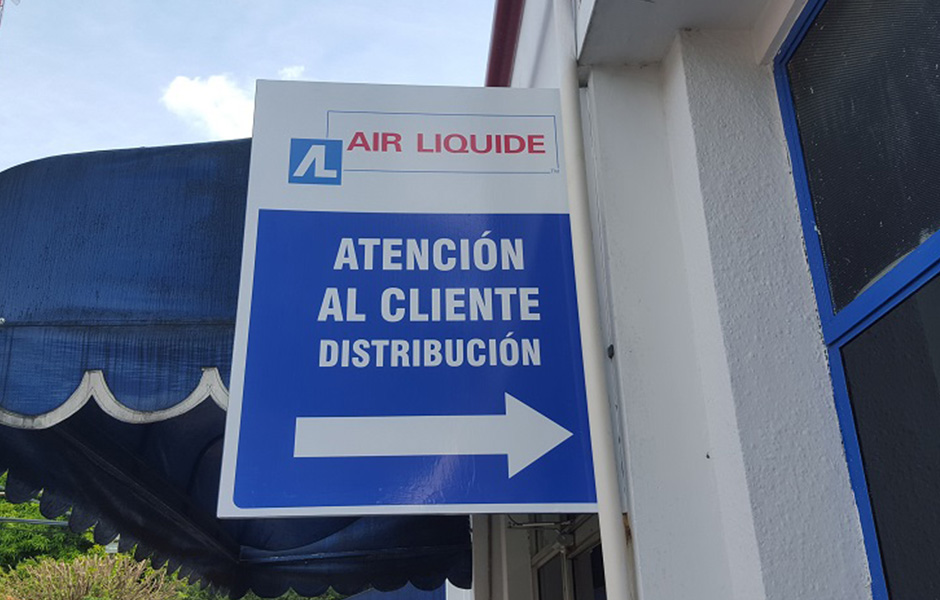 AL AIR LIQUIDE
ATENCIÓN
AL CLIENTE
DISTRIBUCIÓN